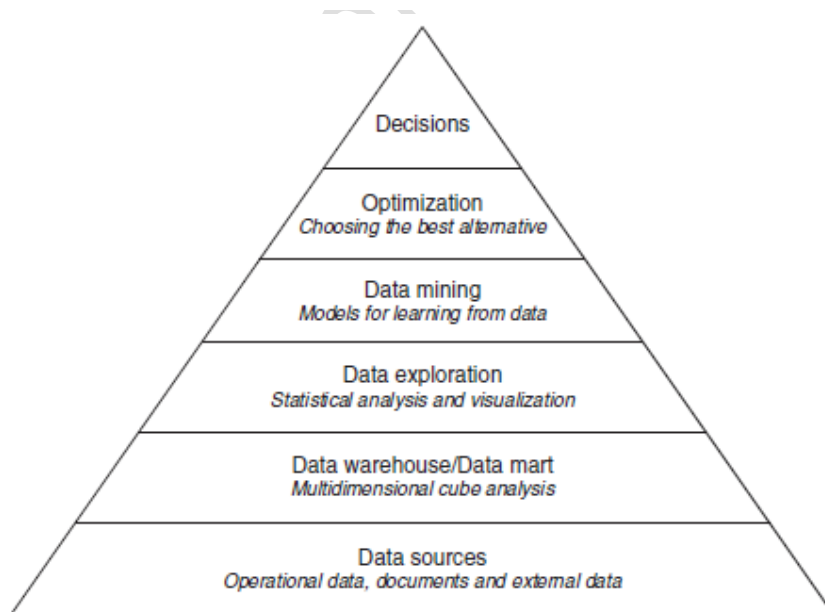 Decisions
Optimization
Choosing the best alternative
Data mining
Models for learning from data
Data exploration
Statistical analysis and visualization
Data warehouse/Data mart
Multidimensional cube analysis
Data sources
Operational data, documents and external data